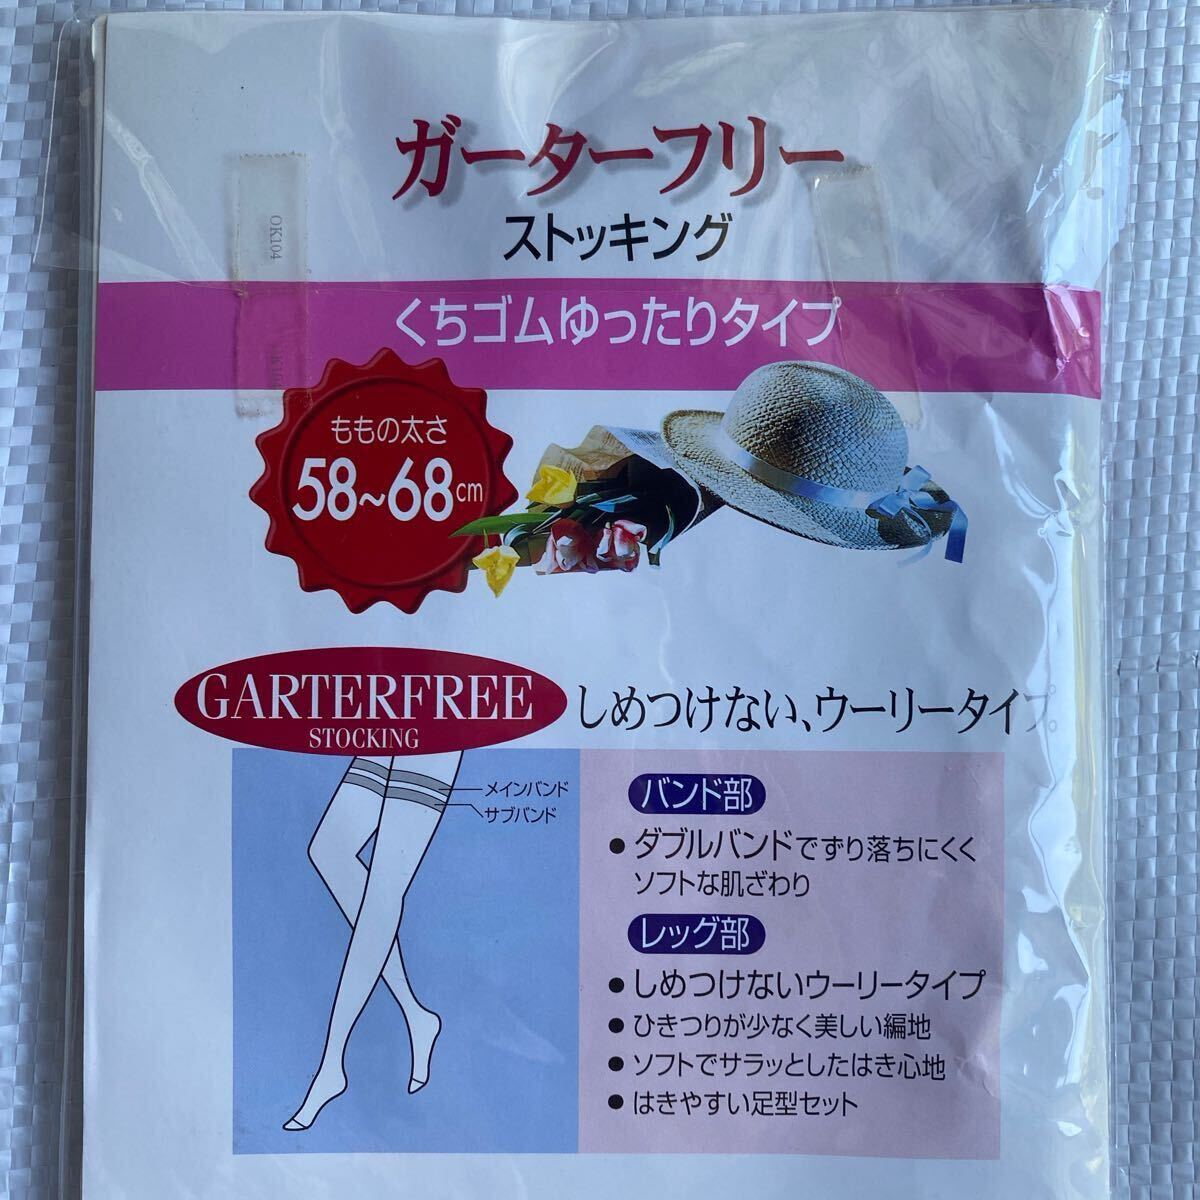 ガーターフリー
ストッキング
OK104
くちゴムゆったりタイプ
ももの太さ
58~68cm
GARTERFREE
STOCKING
しめつけない、ウーリータイプ。
メインバンド
サブバンド
バンド部
● ダブルバンドでずり落ちにくく
ソフトな肌ざわり
レッグ部
● しめつけないウーリータイプ
● ひきつりが少なく美しい編地
● ソフトでサラッとしたはき心地
● はきやすい足型セット